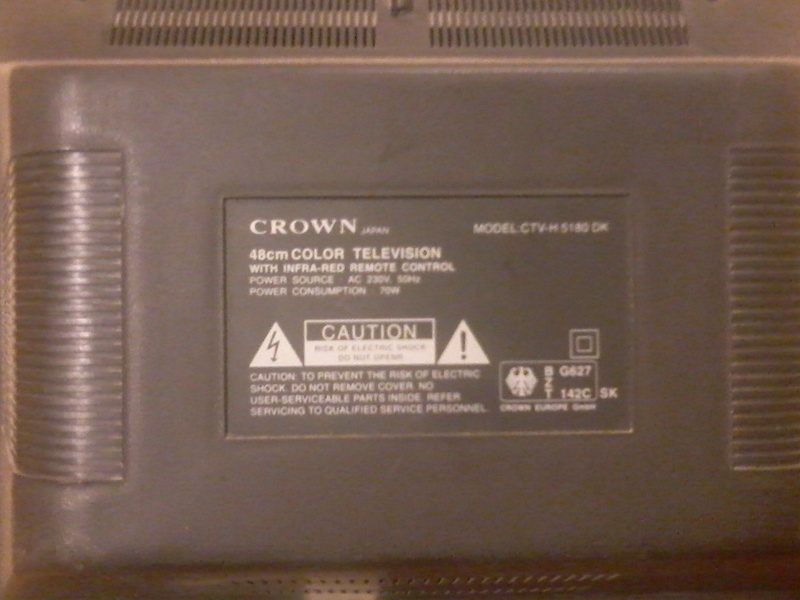 CROWN JAPAN
MODEL:CTV-H 5180 DK
48cm COLOR TELEVISION
WITH INFRA-RED REMOTE CONTROL
POWER SOURCE : AC 230V 50Hz
POWER CONSUMPTION : 70W
CAUTION
RISK OF ELECTRIC SHOCK
DO NOT OPENR
CAUTION: TO PREVENT THE RISK OF ELECTRIC
SHOCK. DO NOT REMOVE COVER. NO
USER-SERVICEABLE PARTS INSIDE. REFER
SERVICING TO QUALIFIED SERVICE PERSONNEL.
BZT
G627
142C SK
CROWN EUROPE GmbH